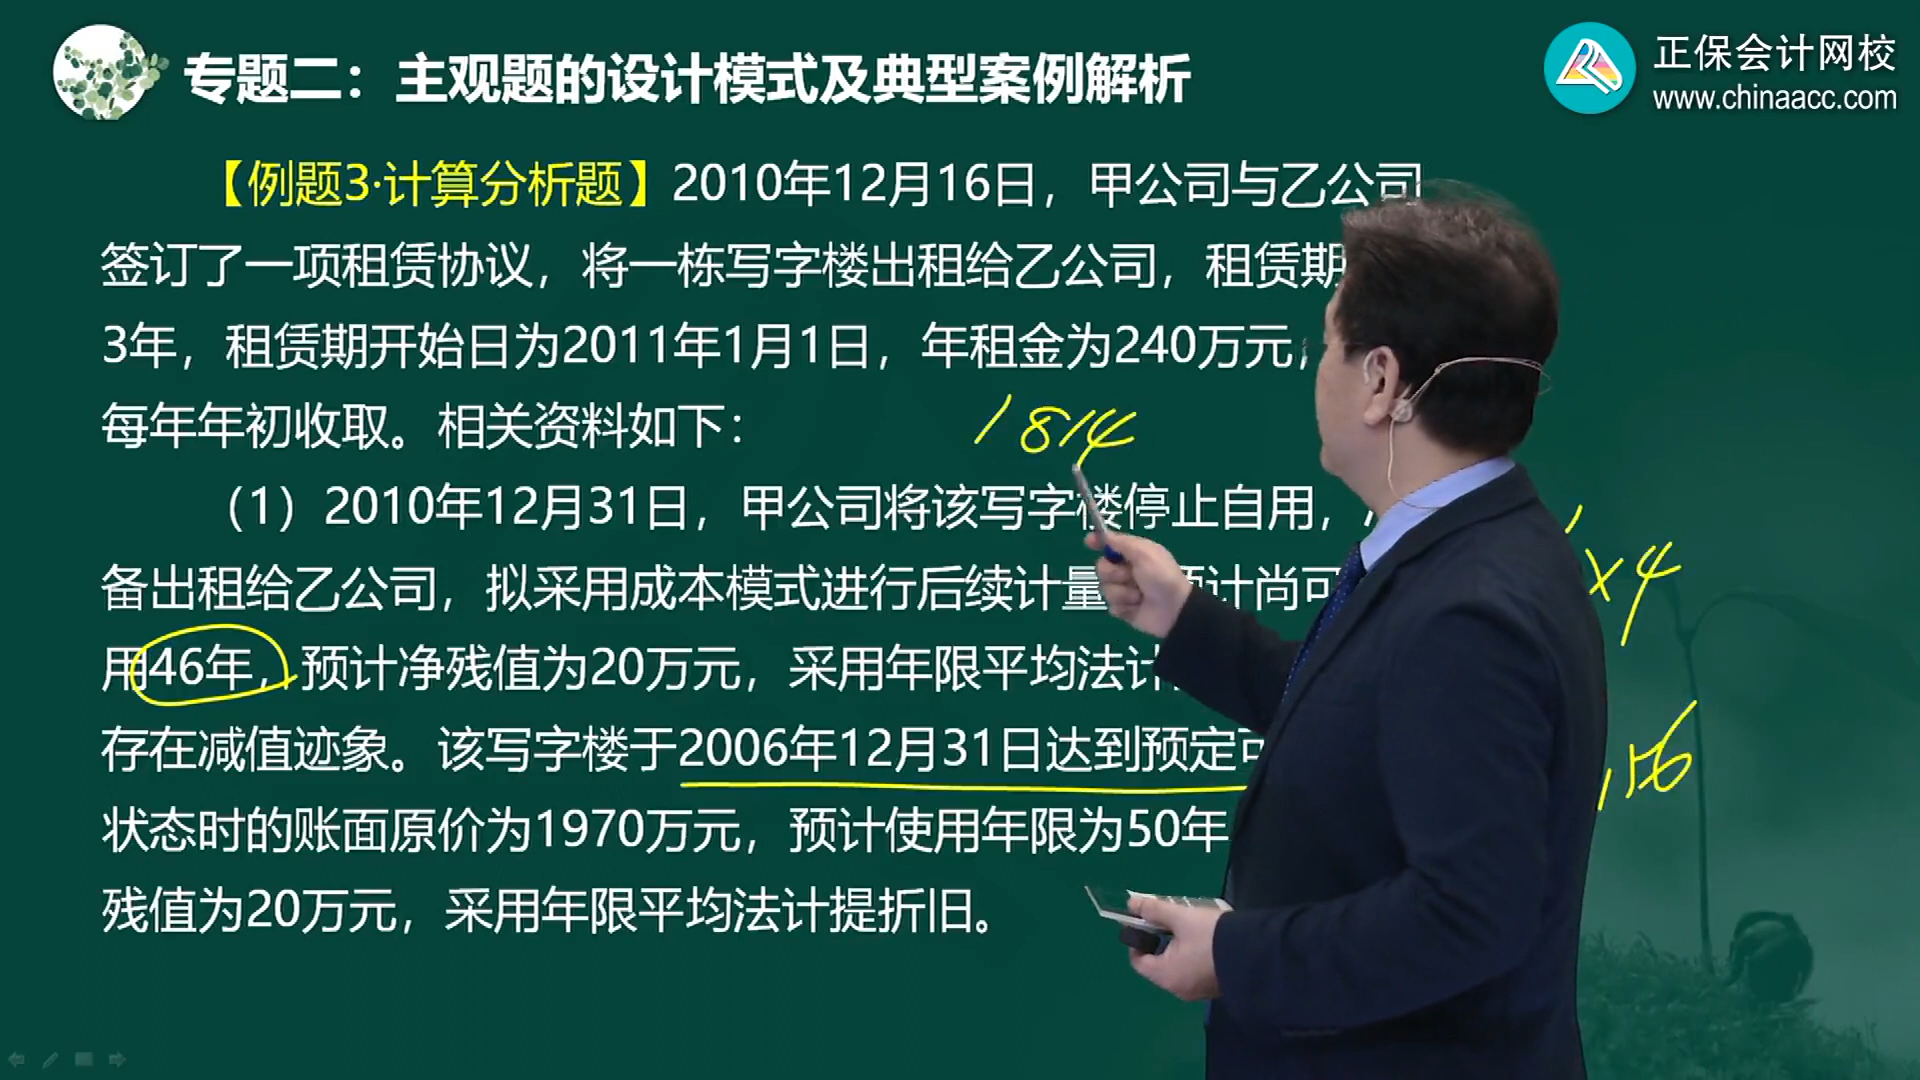 专题二：主观题的设计模式及典型案例解析
正保会计网校
www.chinaacc.com
【例题3·计算分析题】2010年12月16日，甲公司与乙公司
签订了一项租赁协议，将一栋写字楼出租给乙公司，租赁期
3年，租赁期开始日为2011年1月1日，年租金为240万元，
每年年初收取。相关资料如下：
1814
（1）2010年12月31日，甲公司将该写字楼停止自用，
×4
备出租给乙公司，拟采用成本模式进行后续计量 计尚可
用46年，预计净残值为20万元，采用年限平均法计
存在减值迹象。该写字楼于2006年12月31日达到预定可
156
状态时的账面原价为1970万元，预计使用年限为50年
残值为20万元，采用年限平均法计提折旧。